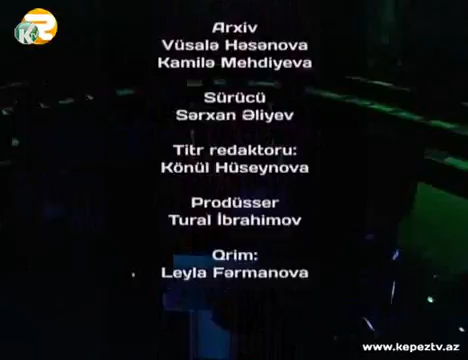 K
TV
Arxiv
Vüsalə Həsənova
Kamilə Mehdiyeva
Sürücü
Sərxan Əliyev
Titr redaktoru:
Könül Hüseynova
Prodüsser
Tural İbrahimov
Qrim:
Leyla Fərmanova
www.kepeztv.az